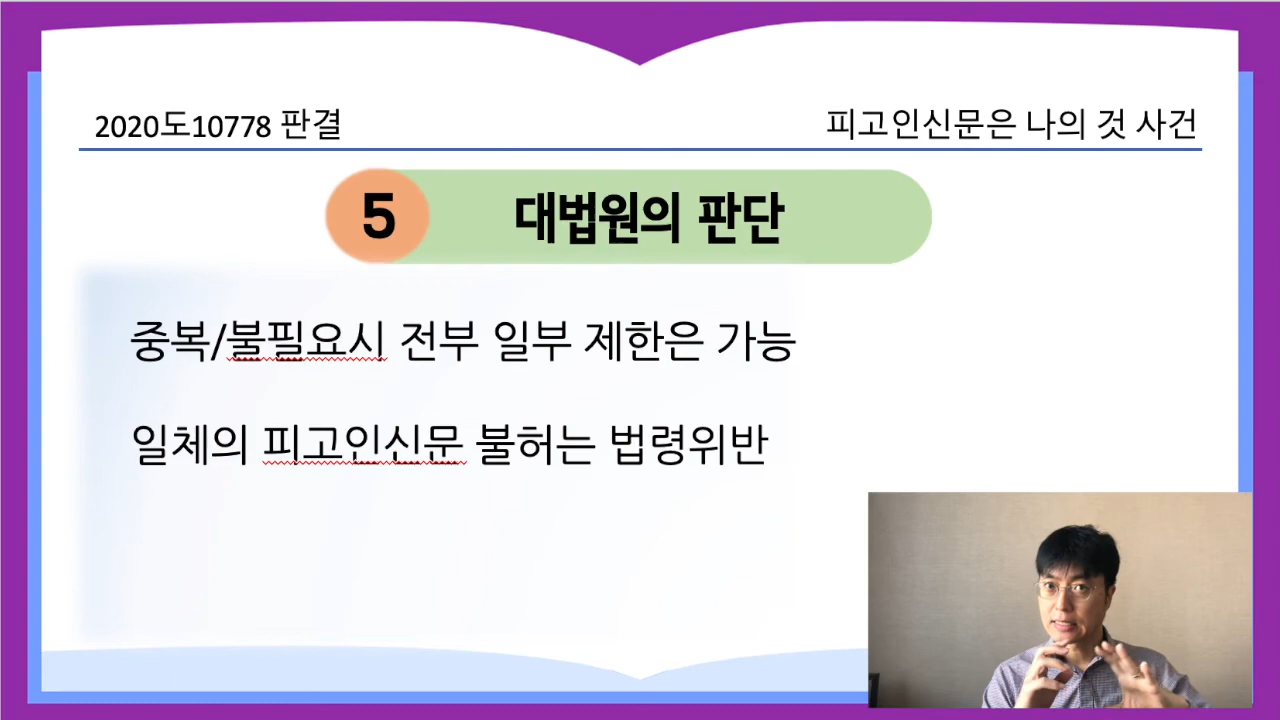 2020도10778 판결
피고인신문은 나의 것 사건
5 대법원의 판단
중복/불필요시 전부 일부 제한은 가능
일체의 피고인신문 불허는 법령위반